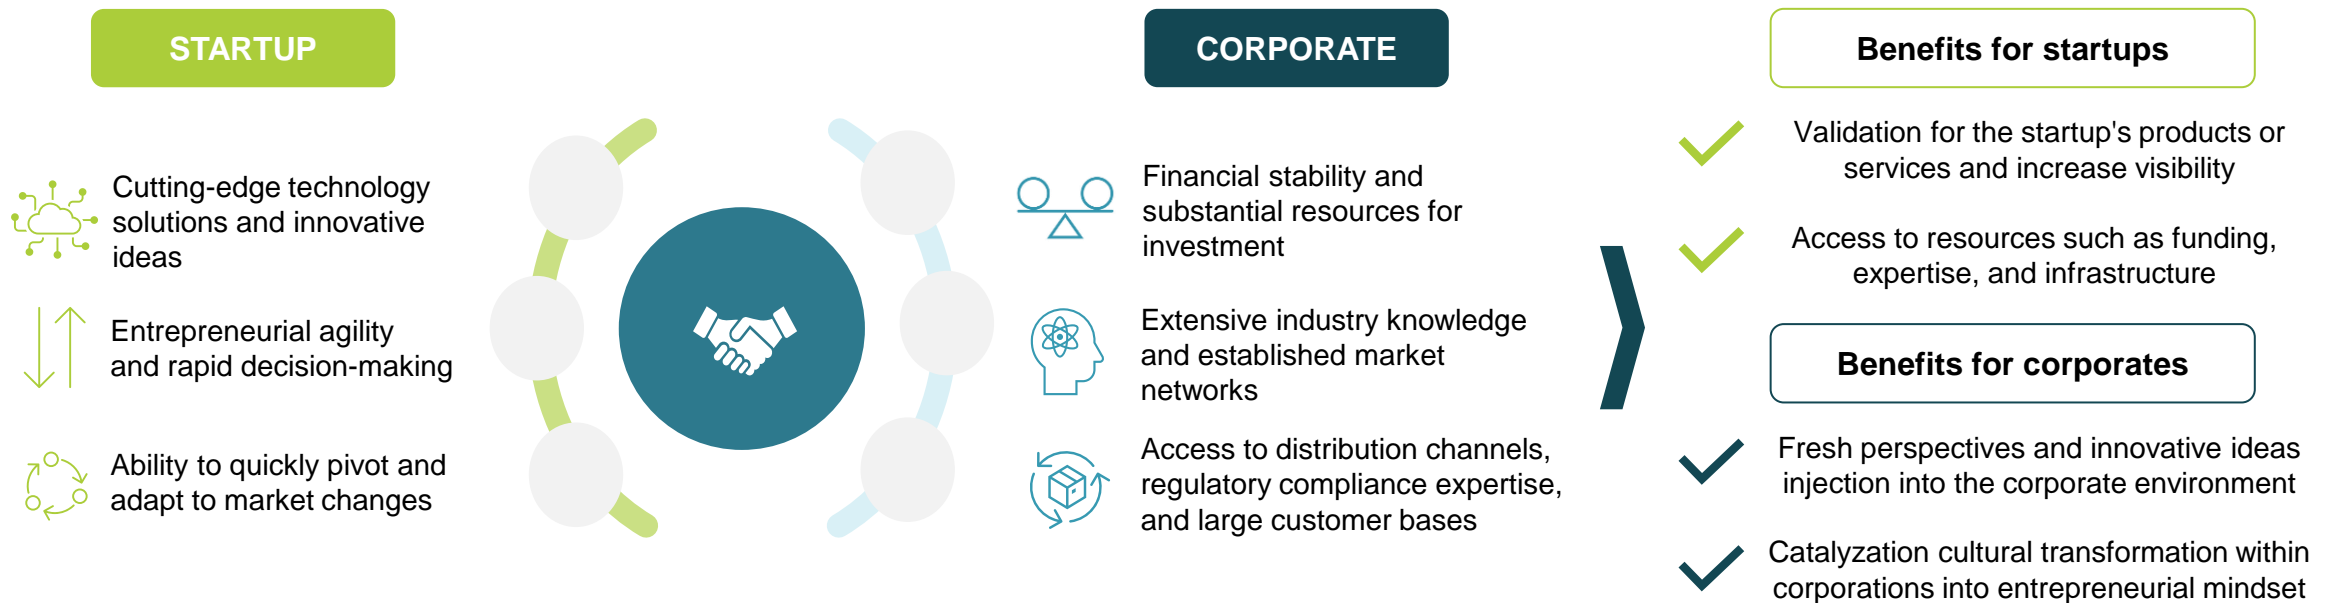 STARTUP
Cutting-edge technology
solutions and innovative
ideas
Entrepreneurial agility
and rapid decision-making
Ability to quickly pivot and
adapt to market changes
CORPORATE
Financial stability and
substantial resources for
investment
Extensive industry knowledge
and established market
networks
Access to distribution channels,
regulatory compliance expertise,
and large customer bases
Benefits for startups
Validation for the startup's products or
services and increase visibility
Access to resources such as funding,
expertise, and infrastructure
Benefits for corporates
Fresh perspectives and innovative ideas
injection into the corporate environment
Catalyzation cultural transformation within
corporations into entrepreneurial mindset